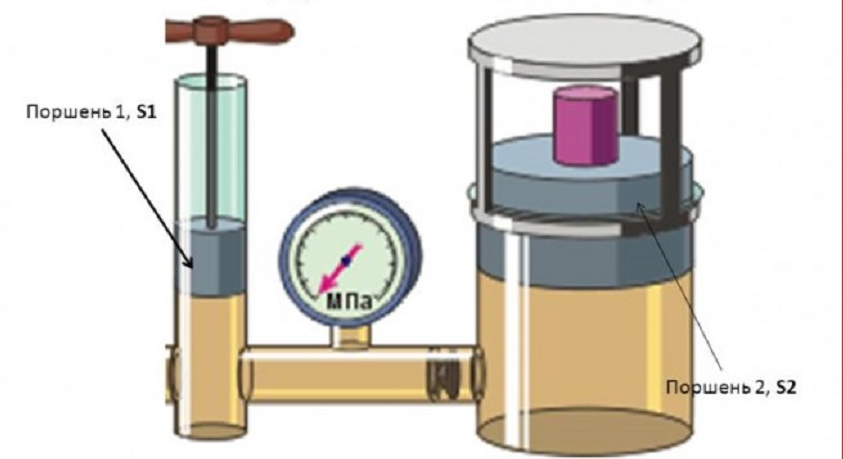 Поршень 1, S1
МПа
Поршень 2, S2